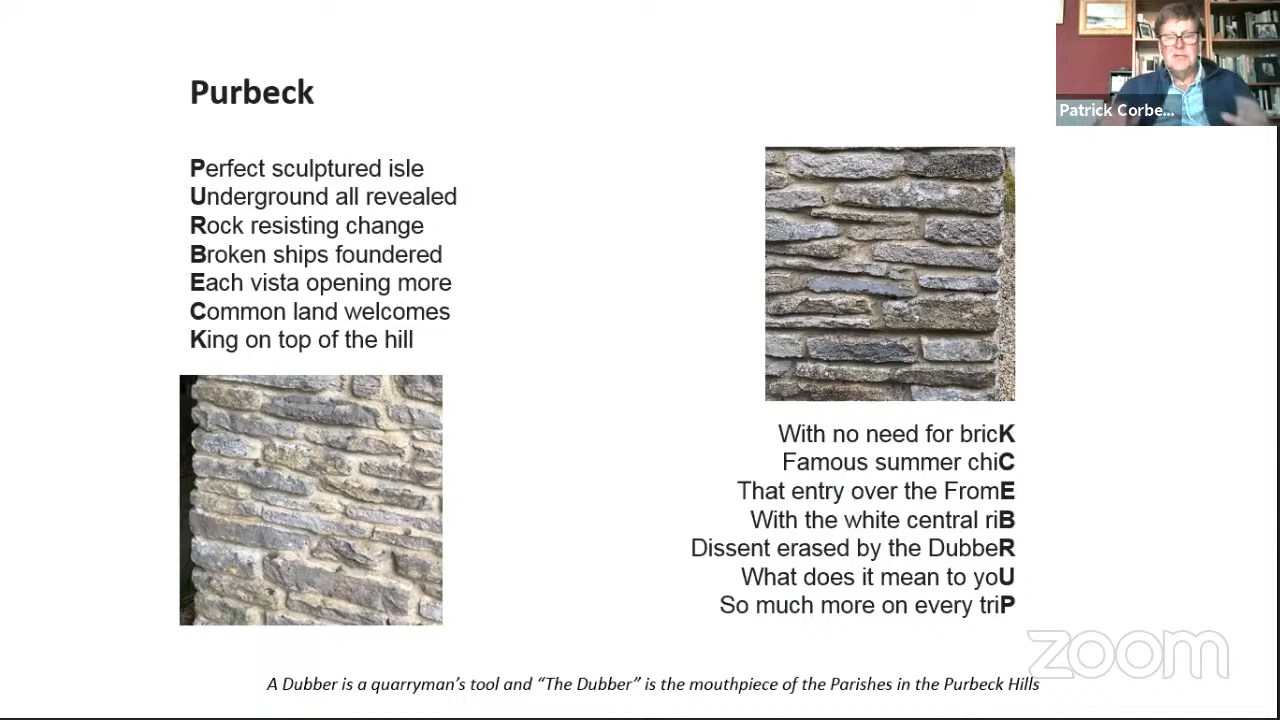 Purbeck
Perfect sculptured isle
Underground all revealed
Rock resisting change
Broken ships foundered
Each vista opening more
Common land welcomes
King on top of the hill
With no need for bricK
Famous summer chiC
That entry over the FromE
With the white central riB
Dissent erased by the DubbeR
What does it mean to yoU
So much more on every triP
A Dubber is a quarryman's tool and “The Dubber” is the mouthpiece of the Parishes in the Purbeck Hills
Patrick Corbe...
zoom